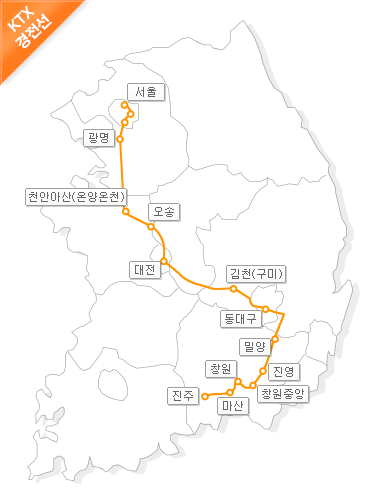 KTX
경전선
서울
광명
천안아산(온양온천)
오송
대전
김천(구미)
동대구
밀양
창원
진영
진주
창원중앙
마산